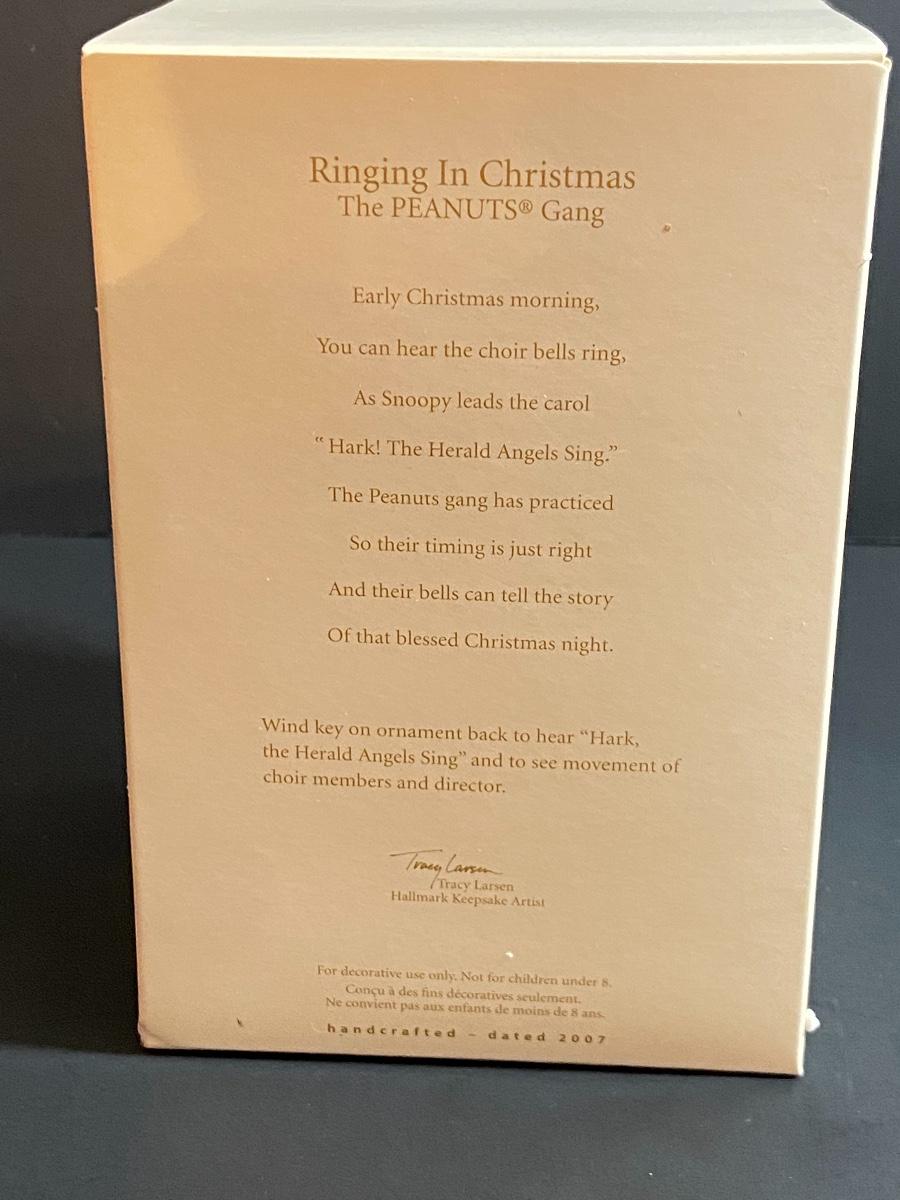 Ringing In Christmas
The PEANUTS® Gang
Early Christmas morning,
You can hear the choir bells ring,
As Snoopy leads the carol
“Hark! The Herald Angels Sing.”
The Peanuts gang has practiced
So their timing is just right
And their bells can tell the story
Of that blessed Christmas night.
Wind key on ornament back to hear “Hark,
the Herald Angels Sing” and to see movement of
choir members and director.
Tracy Larsen
Tracy Larsen
Hallmark Keepsake Artist
For decorative use only. Not for children under 8.
Conçu à des fins décoratives seulement.
Ne convient pas aux enfants de moins de 8 ans.
handcrafted – dated 2007